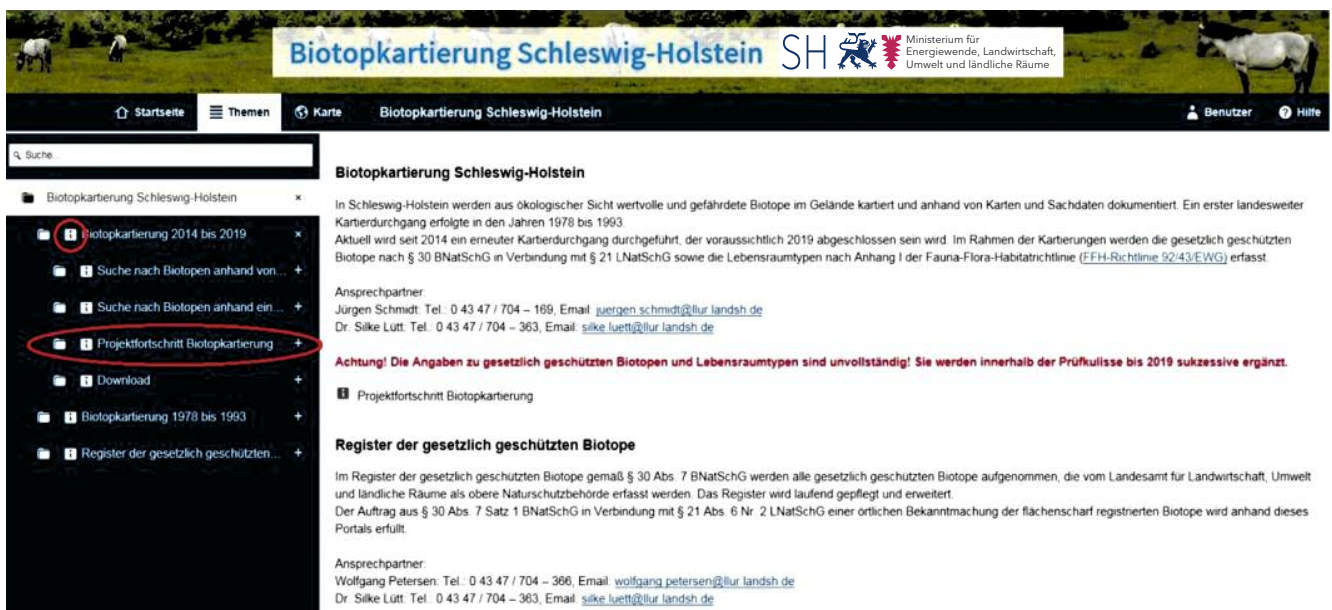 Biotopkartierung Schleswig-Holstein
SH
Ministerium für
Energiewende, Landwirtschaft,
Umwelt und ländliche Räume
Startseite Themen Karte Biotopkartierung Schleswig-Holstein Benutzer Hilfe
Suche...
Biotopkartierung Schleswig-Holstein ×
Biotopkartierung 2014 bis 2019 ×
Suche nach Biotopen anhand von... +
Suche nach Biotopen anhand ein... +
Projektfortschritt Biotopkartierung +
Download +
Biotopkartierung 1978 bis 1993 +
Register der gesetzlich geschützten... +
Biotopkartierung Schleswig-Holstein
In Schleswig-Holstein werden aus ökologischer Sicht wertvolle und gefährdete Biotope im Gelände kartiert und anhand von Karten und Sachdaten dokumentiert. Ein erster landesweiter
Kartierdurchgang erfolgte in den Jahren 1978 bis 1993.
Aktuell wird seit 2014 ein erneuter Kartierdurchgang durchgeführt, der voraussichtlich 2019 abgeschlossen sein wird. Im Rahmen der Kartierungen werden die gesetzlich geschützten
Biotope nach § 30 BNatSchG in Verbindung mit § 21 LNatSchG sowie die Lebensraumtypen nach Anhang I der Fauna-Flora-Habitatrichtlinie (FFH-Richtlinie 92/43/EWG) erfasst.
Ansprechpartner:
Jürgen Schmidt: Tel.: 0 43 47 / 704 – 169, Email: juergen.schmidt@llur.landsh.de
Dr. Silke Lütt: Tel.: 0 43 47 / 704 – 363, Email: silke.luett@llur.landsh.de
Achtung! Die Angaben zu gesetzlich geschützten Biotopen und Lebensraumtypen sind unvollständig! Sie werden innerhalb der Prüfkulisse bis 2019 sukzessive ergänzt.
Projektfortschritt Biotopkartierung
Register der gesetzlich geschützten Biotope
Im Register der gesetzlich geschützten Biotope gemäß § 30 Abs. 7 BNatSchG werden alle gesetzlich geschützten Biotope aufgenommen, die vom Landesamt für Landwirtschaft, Umwelt
und ländliche Räume als obere Naturschutzbehörde erfasst werden. Das Register wird laufend gepflegt und erweitert.
Der Auftrag aus § 30 Abs. 7 Satz 1 BNatSchG in Verbindung mit § 21 Abs. 6 Nr. 2 LNatSchG einer örtlichen Bekanntmachung der flächenscharf registrierten Biotope wird anhand dieses
Portals erfüllt.
Ansprechpartner:
Wolfgang Petersen: Tel.: 0 43 47 / 704 – 366, Email: wolfgang.petersen@llur.landsh.de
Dr. Silke Lütt: Tel.: 0 43 47 / 704 – 363, Email: silke.luett@llur.landsh.de